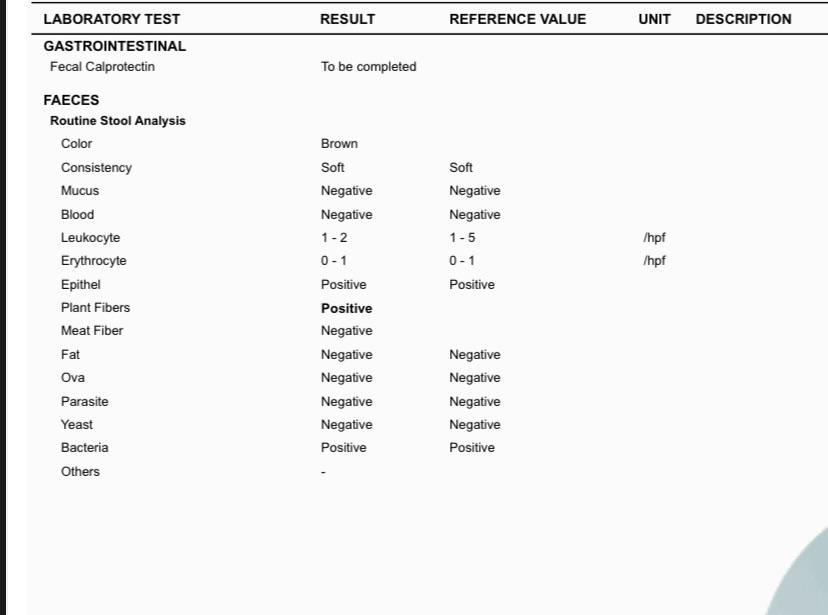 LABORATORY TEST RESULT REFERENCE VALUE UNIT DESCRIPTION
GASTROINTESTINAL
Fecal Calprotectin To be completed
FAECES
Routine Stool Analysis
Color Brown
Consistency Soft Soft
Mucus Negative Negative
Blood Negative Negative
Leukocyte 1 - 2 1 - 5 /hpf
Erythrocyte 0 - 1 0 - 1 /hpf
Epithel Positive Positive
Plant Fibers Positive
Meat Fiber Negative
Fat Negative Negative
Ova Negative Negative
Parasite Negative Negative
Yeast Negative Negative
Bacteria Positive Positive
Others -